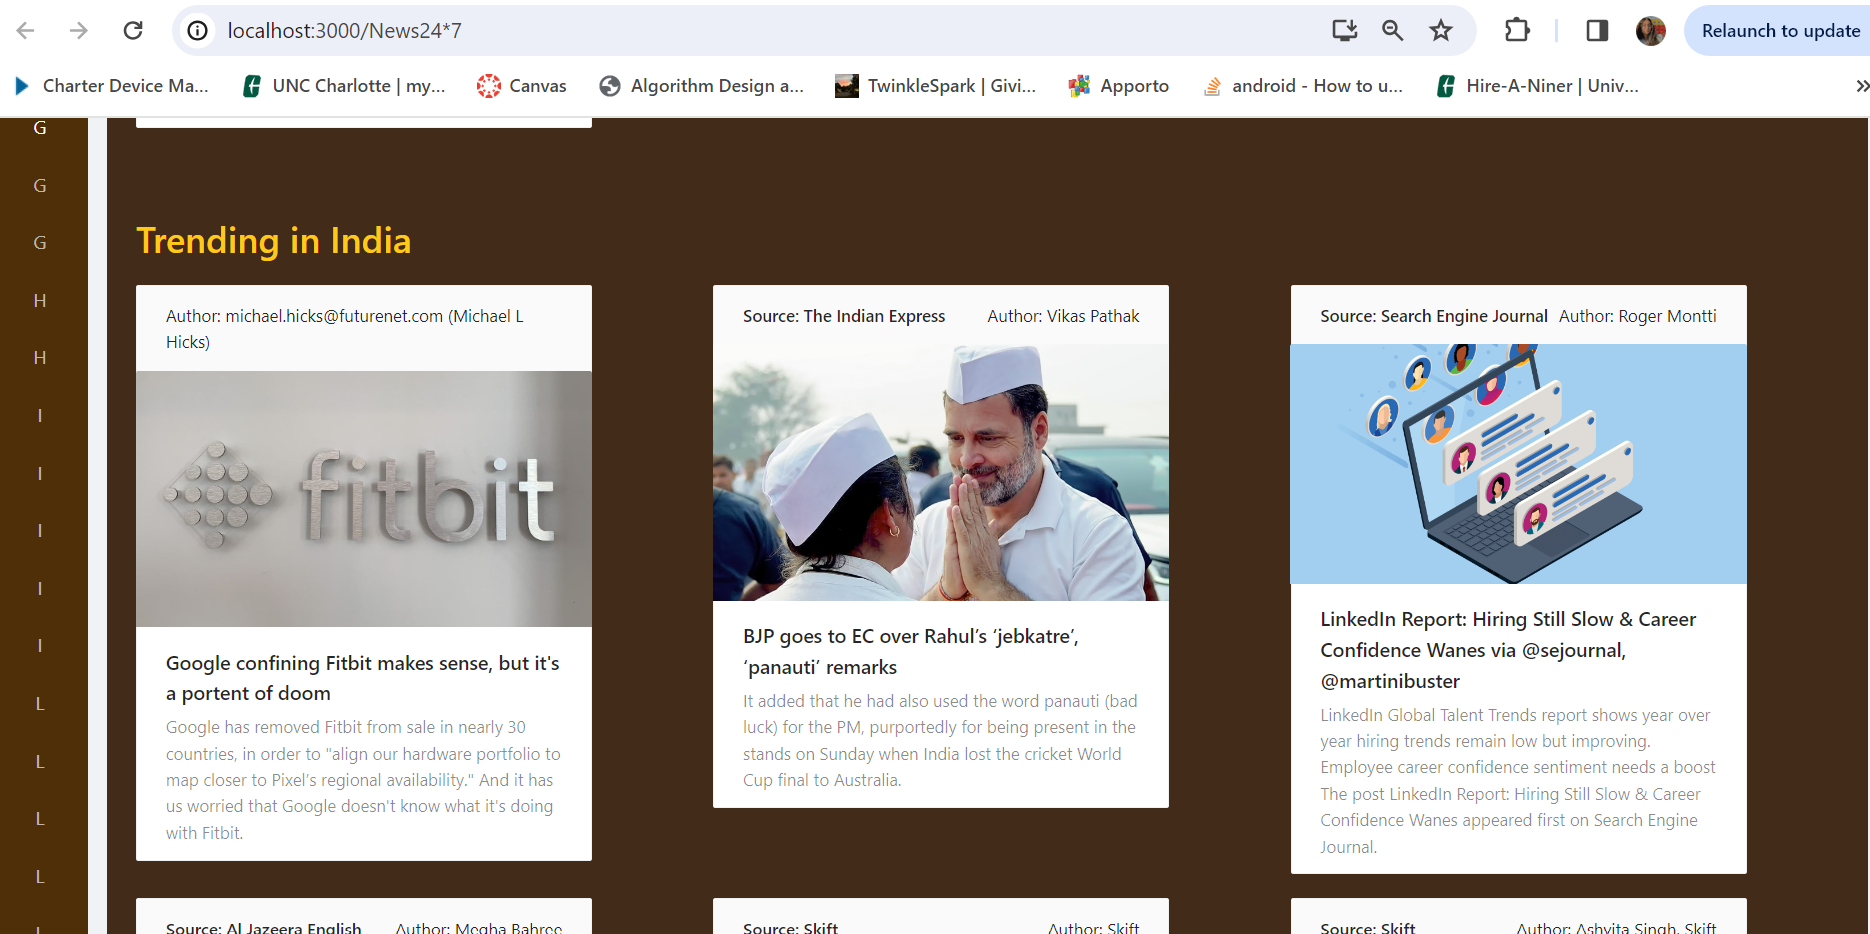 localhost:3000/News24*7
Relaunch to update
Charter Device Ma...
UNC Charlotte | my...
Canvas
Algorithm Design a...
TwinkleSpark | Givi...
Apporto
android - How to u...
Hire-A-Niner | Univ...
G
G
G
H
H
I
I
I
I
I
L
L
L
L
Trending in India
Author: michael.hicks@futurenet.com (Michael L
Hicks)
fitbit
Google confining Fitbit makes sense, but it's
a portent of doom
Google has removed Fitbit from sale in nearly 30
countries, in order to "align our hardware portfolio to
map closer to Pixel’s regional availability." And it has
us worried that Google doesn't know what it's doing
with Fitbit.
Source: The Indian Express Author: Vikas Pathak
BJP goes to EC over Rahul’s ‘jebkatre’,
‘panauti’ remarks
It added that he had also used the word panauti (bad
luck) for the PM, purportedly for being present in the
stands on Sunday when India lost the cricket World
Cup final to Australia.
Source: Search Engine Journal Author: Roger Montti
LinkedIn Report: Hiring Still Slow & Career
Confidence Wanes via @sejournal,
@martinibuster
LinkedIn Global Talent Trends report shows year over
year hiring trends remain low but improving.
Employee career confidence sentiment needs a boost
The post LinkedIn Report: Hiring Still Slow & Career
Confidence Wanes appeared first on Search Engine
Journal.
Source: Al Jazeera English Author: Megha Bahree
Source: Skift Author: Skift
Source: Skift Author: Ashvita Singh, Skift